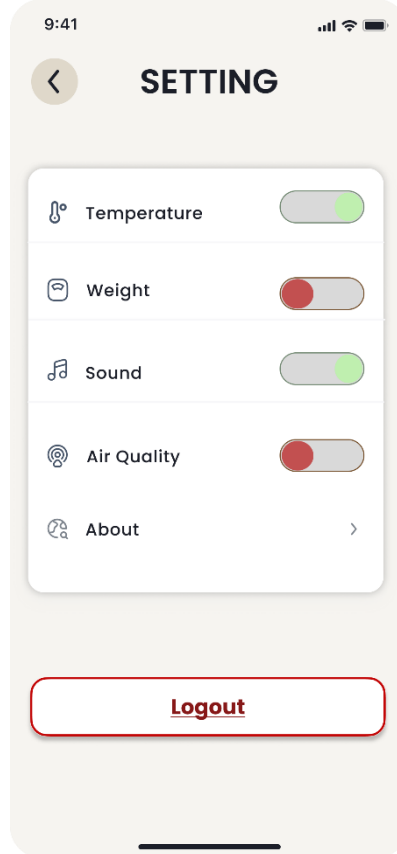 9:41
SETTING
Temperature
Weight
Sound
Air Quality
About
Logout